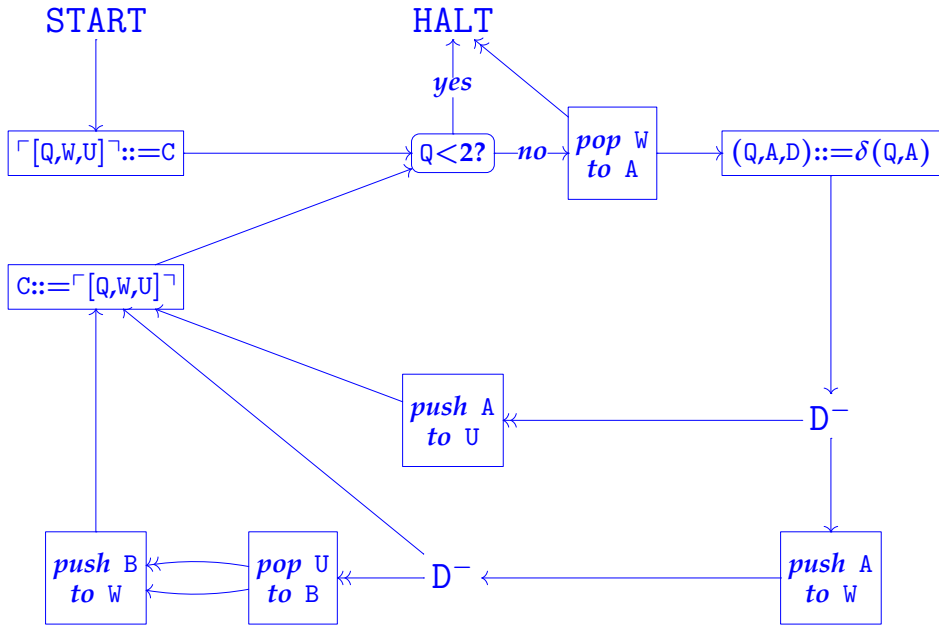 START
HALT
yes
⌜[Q,W,U]⌝::=C
Q<2?
no
pop W
to A
(Q,A,D)::=δ(Q,A)
C::=⌜[Q,W,U]⌝
push A
to U
D⁻
push B
to W
pop U
to B
D⁻
push A
to W